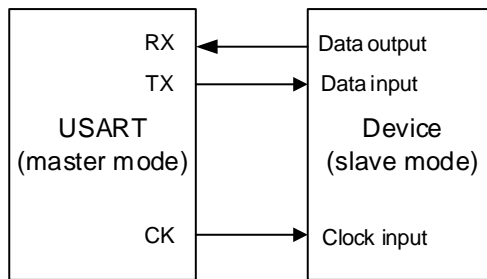 RX
Data output
TX
Data input
USART
(master mode)
Device
(slave mode)
CK
Clock input